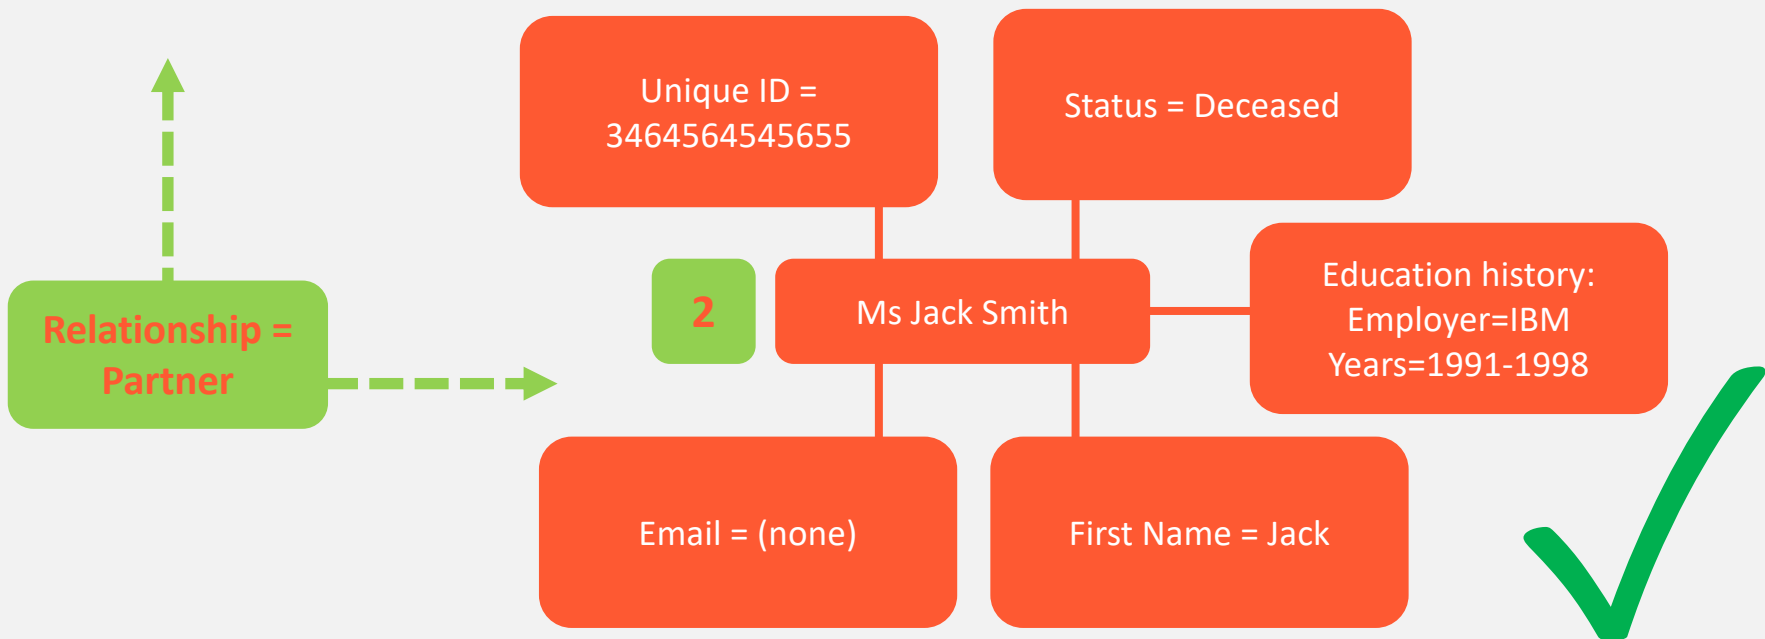 Unique ID =
3464564545655
Status = Deceased
Relationship =
Partner
2
Ms Jack Smith
Education history:
Employer=IBM
Years=1991-1998
Email = (none)
First Name = Jack